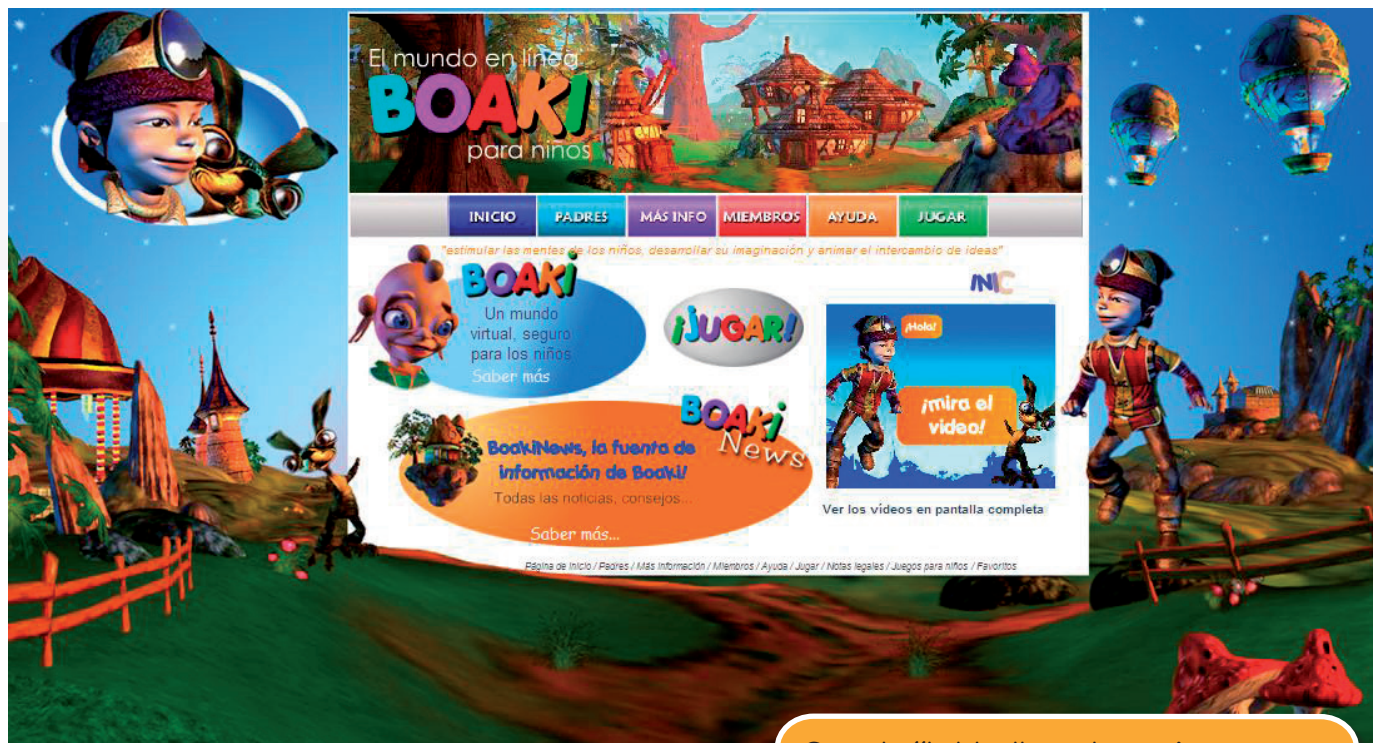 El mundo en línea
BOAKI
para niños
INICIO PADRES MÁS INFO MIEMBROS AYUDA JUGAR
"estimular las mentes de los niños, desarrollar su imaginación y animar el intercambio de ideas"
BOAKI
Un mundo
virtual, seguro
para los niños
Saber más
¡JUGAR!
INIC
¡Hola!
¡mira el
video!
Ver los vídeos en pantalla completa
BOAKI
News
BoakiNews, la fuente de
información de Boaki!
Todas las noticias, consejos...
Saber más...
Página de Inicio / Padres / Más Información / Miembros / Ayuda / Jugar / Notas legales / Juegos para niños / Favoritos